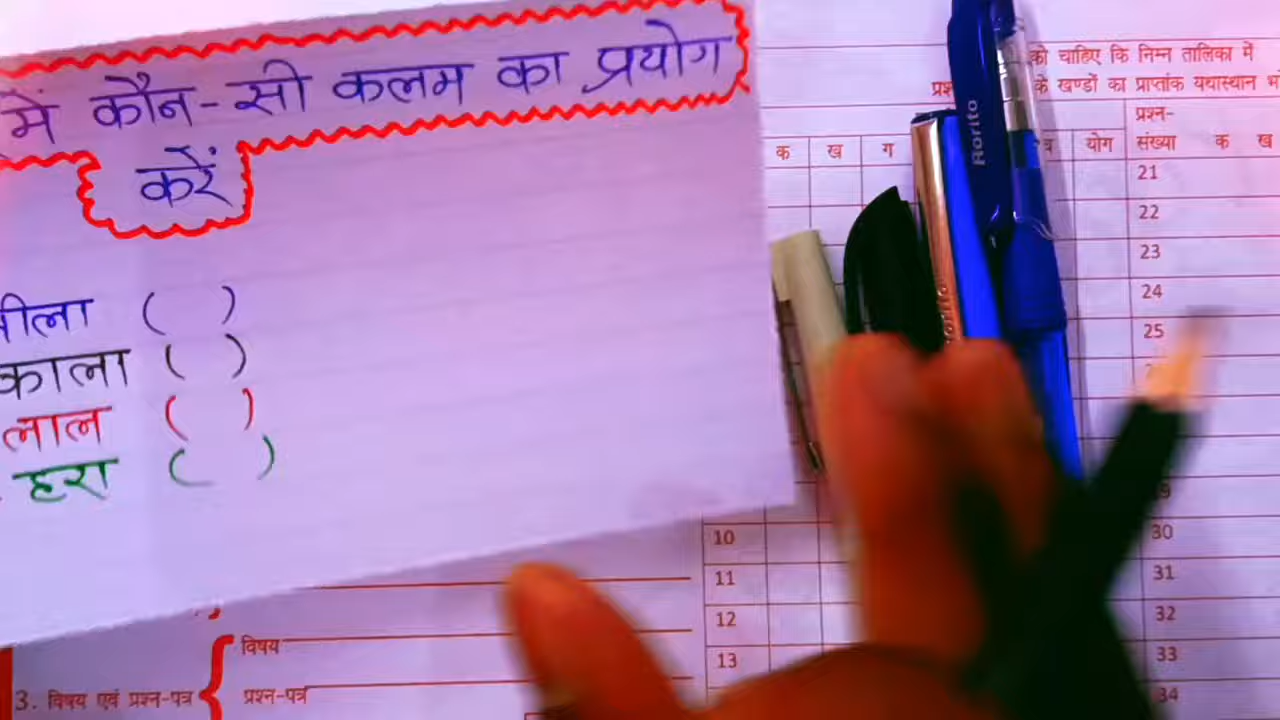 में कौन-सी कलम का प्रयोग
करें
नीला ( )
काला ( )
लाल ( )
हरा ( )
को चाहिए कि निम्न तालिका में
के खण्डों का प्राप्तांक यथास्थान
क ख ग योग
प्रश्न-
संख्या क ख
21
22
23
24
25
30
31
32
33
34
10
11
12
13
Rorito
विषय
3. विषय एवं प्रश्न-पत्र
प्रश्न-पत्र